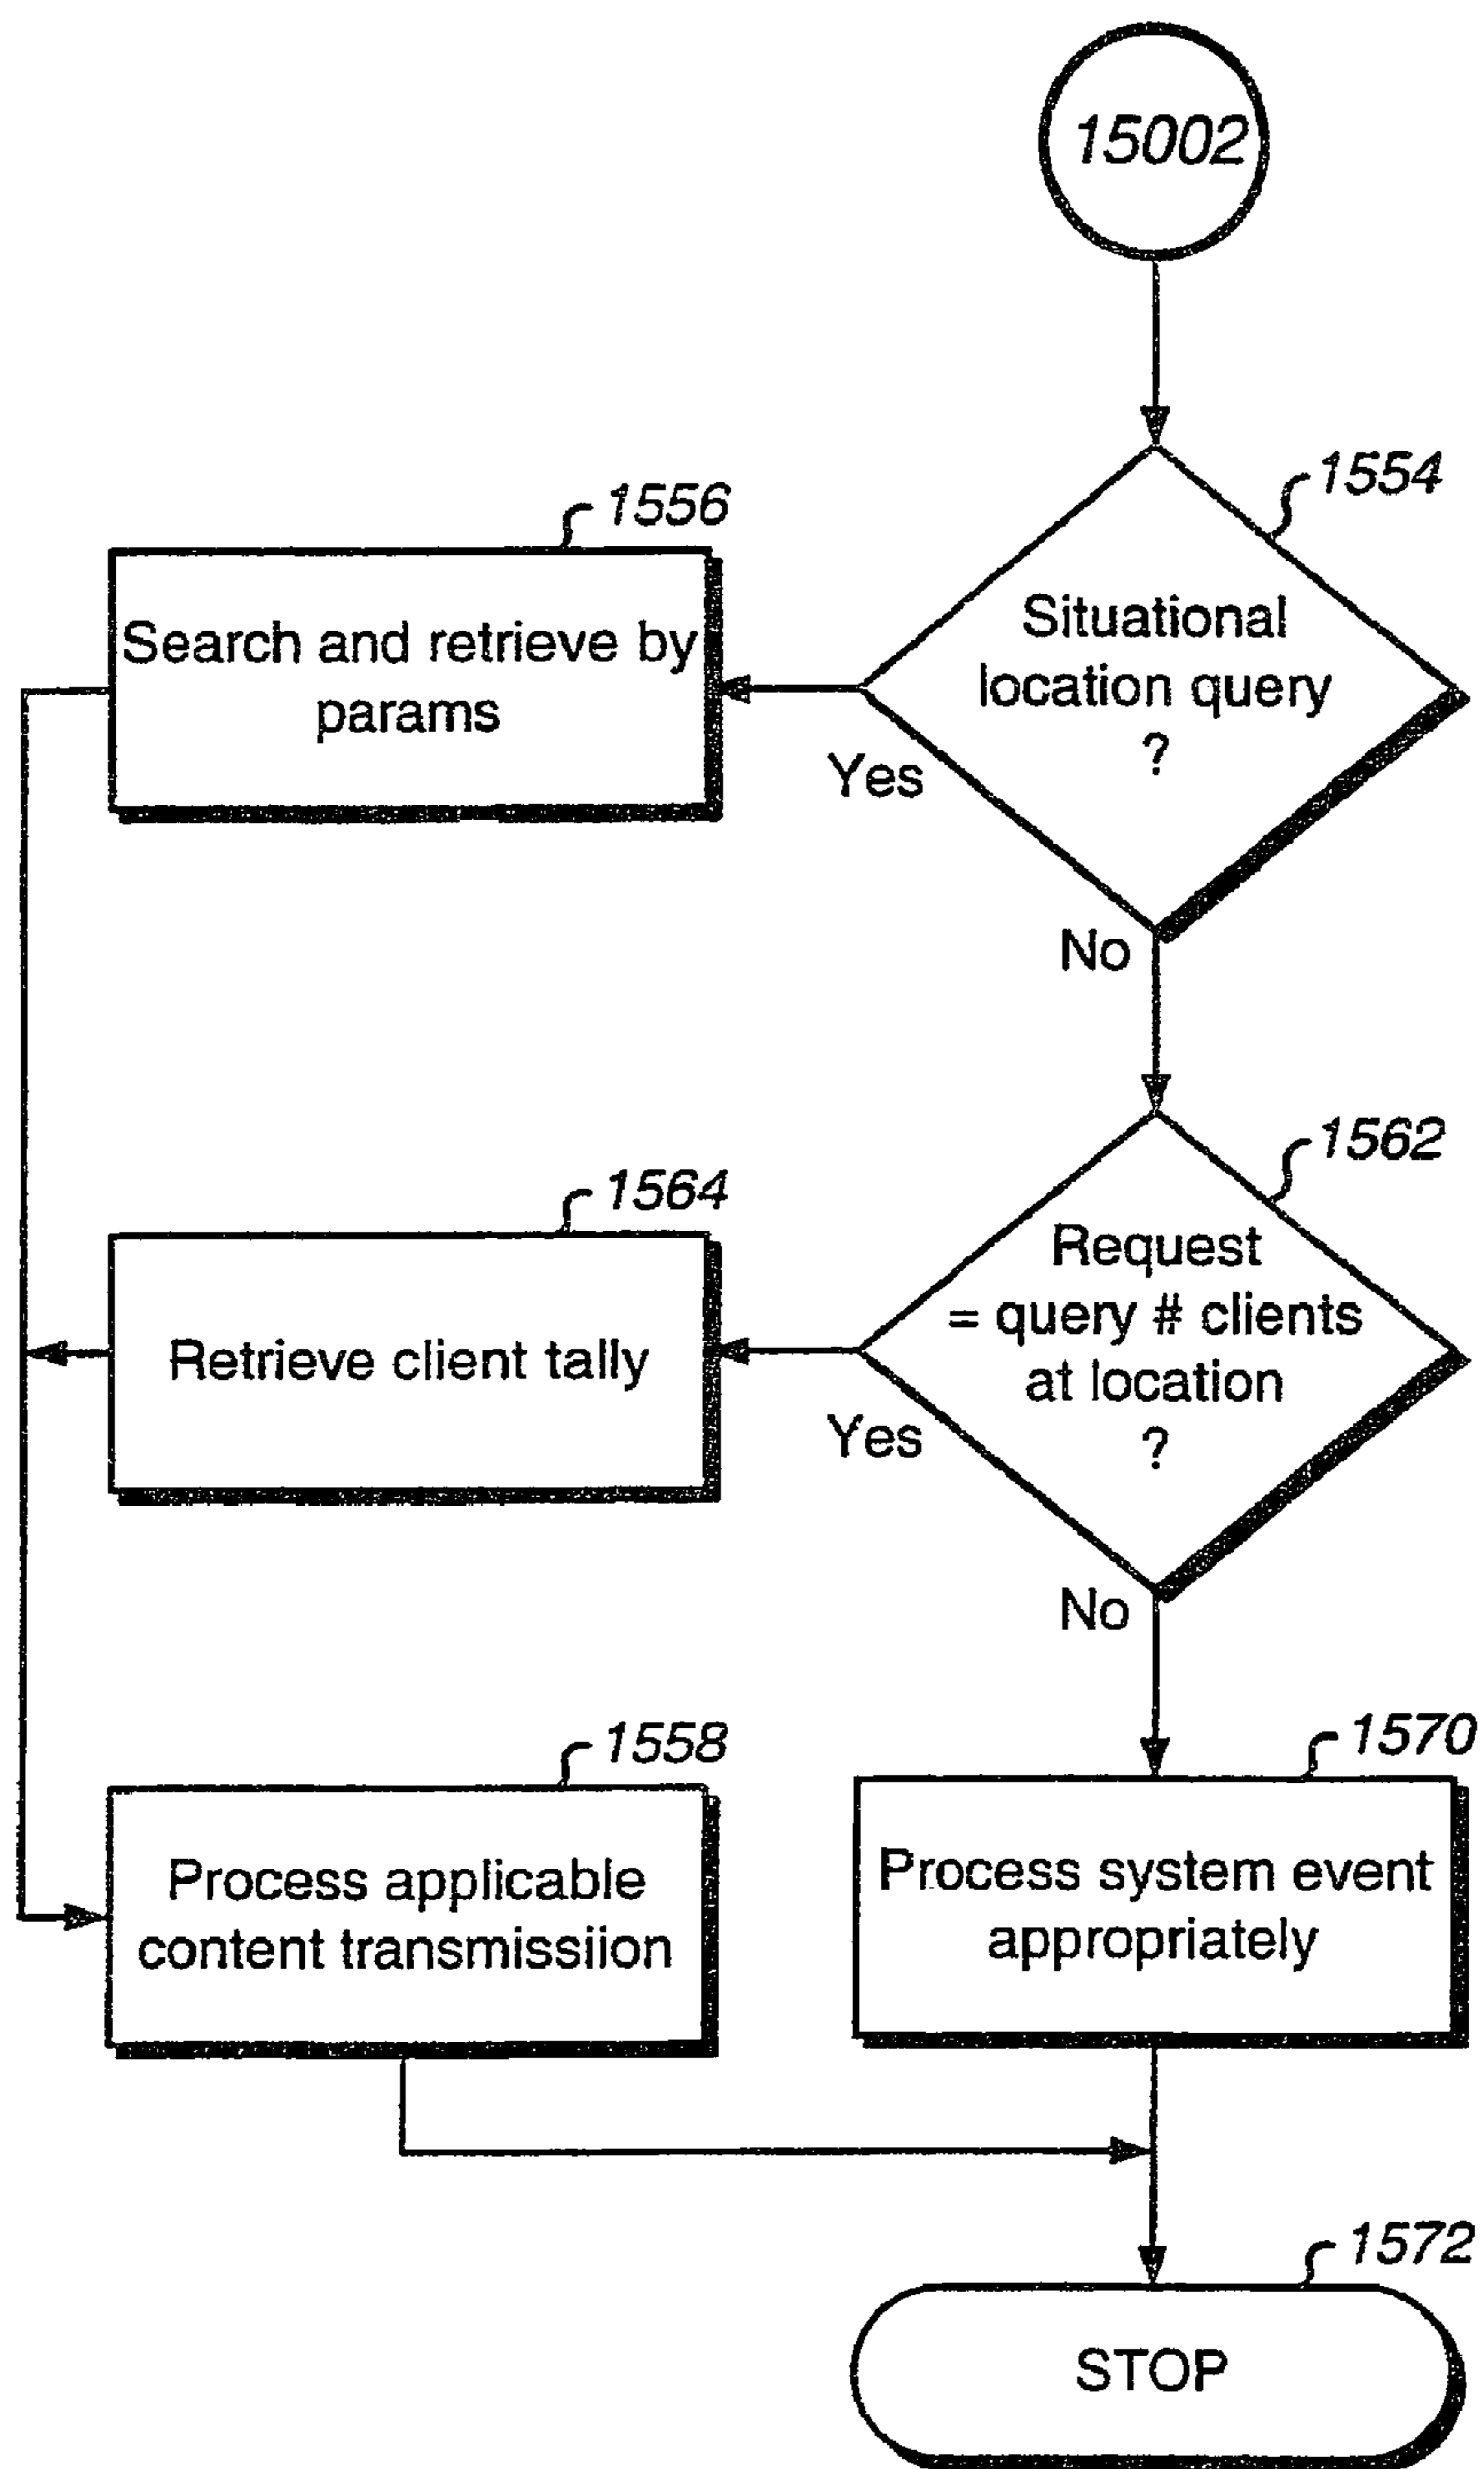 15002
1554
Situational
location query
?
Yes
No
1556
Search and retrieve by
params
1562
Request
= query # clients
at location
?
Yes
No
1564
Retrieve client tally
1558
Process applicable
content transmissiion
1570
Process system event
appropriately
1572
STOP